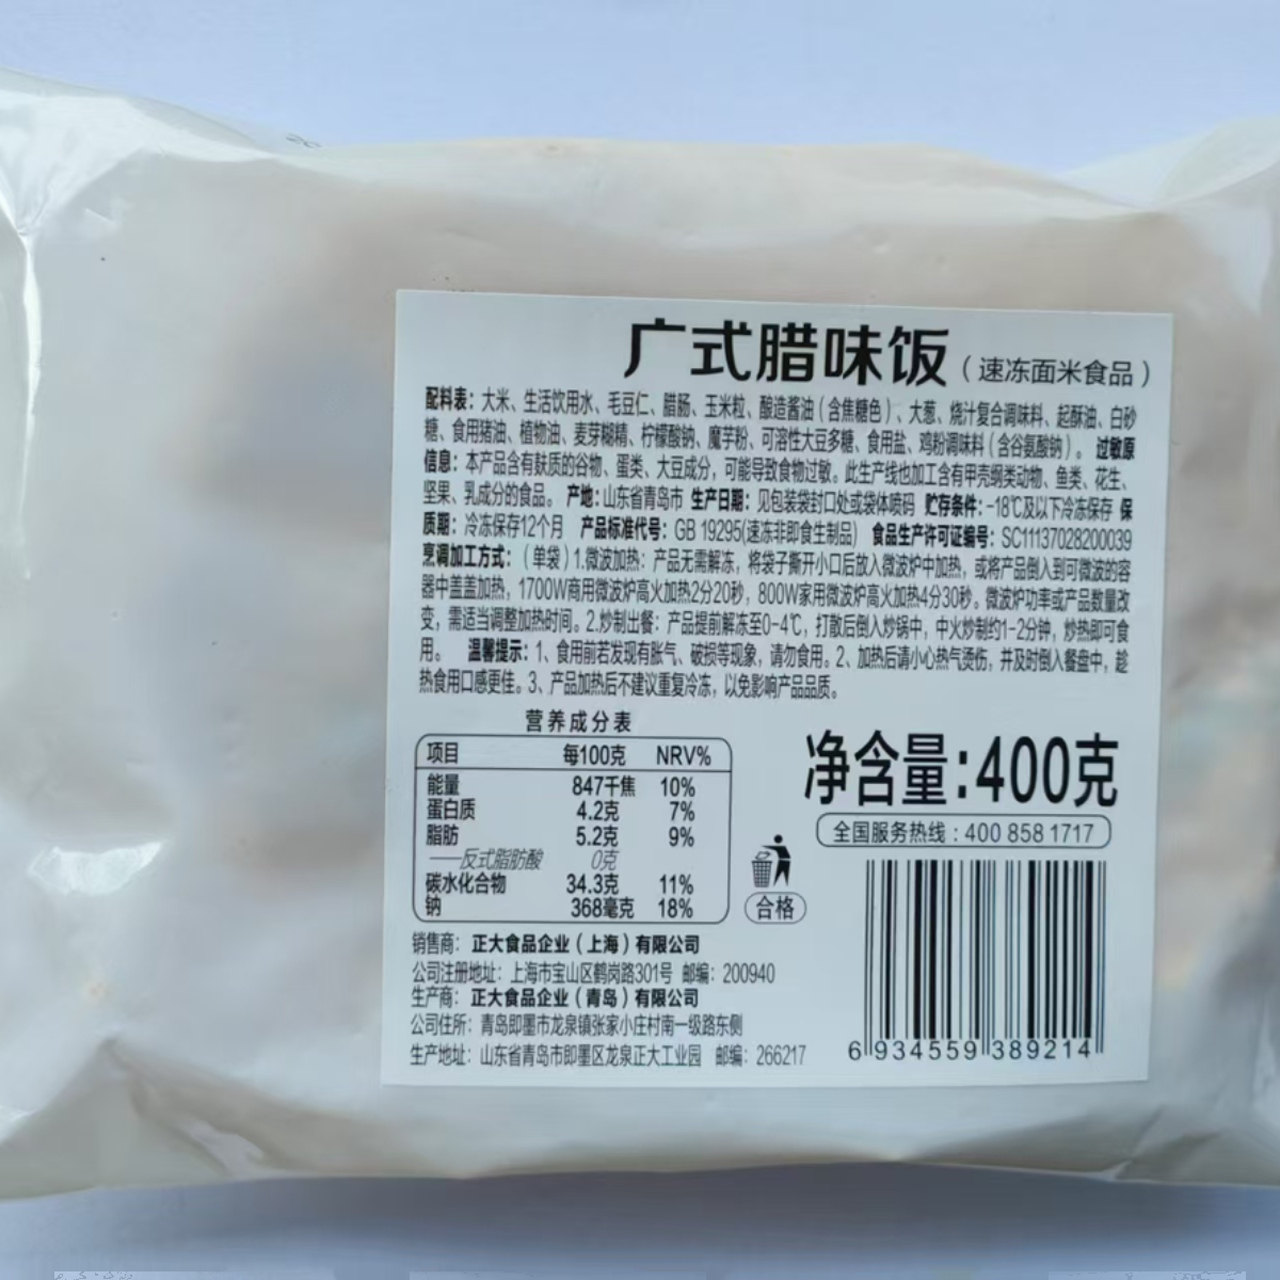 广式腊味饭（速冻面米食品）
配料表：大米、生活饮用水、毛豆仁、腊肠、玉米粒、酿造酱油（含焦糖色）、大葱、烧汁复合调味料、起酥油、白砂
糖、食用猪油、植物油、麦芽糊精、柠檬酸钠、魔芋粉、可溶性大豆多糖、食用盐、鸡粉调味料（含谷氨酸钠）。 过敏原
信息：本产品含有麸质的谷物、蛋类、大豆成分，可能导致食物过敏。此生产线也加工含有甲壳纲类动物、鱼类、花生、
坚果、乳成分的食品。 产地：山东省青岛市 生产日期：见包装袋封口处或袋体喷码 贮存条件：-18℃及以下冷冻保存 保
质期：冷冻保存12个月 产品标准代号：GB 19295(速冻非即食生制品) 食品生产许可证编号：SC11137028200039
烹调加工方式：（单袋）1.微波加热：产品无需解冻，将袋子撕开小口后放入微波炉中加热，或将产品倒入到可微波的容
器中盖盖加热，1700W商用微波炉高火加热2分20秒，800W家用微波炉高火加热4分30秒。微波炉功率或产品数量改
变，需适当调整加热时间。2.炒制出餐：产品提前解冻至0-4℃，打散后倒入炒锅中，中火炒制约1-2分钟，炒热即可食
用。 温馨提示：1、食用前若发现有胀气、破损等现象，请勿食用。2、加热后请小心热气烫伤，并及时倒入餐盘中，趁
热食用口感更佳。3、产品加热后不建议重复冷冻，以免影响产品品质。
营养成分表
项目 每100克 NRV%
能量 847千焦 10%
蛋白质 4.2克 7%
脂肪 5.2克 9%
——反式脂肪酸 0克
碳水化合物 34.3克 11%
钠 368毫克 18%
净含量：400克
全国服务热线：400 858 1717
合格
6 934559 389214
销售商：正大食品企业（上海）有限公司
公司注册地址：上海市宝山区鹤岗路301号 邮编：200940
生产商：正大食品企业（青岛）有限公司
公司住所：青岛即墨市龙泉镇张家小庄村南一级路东侧
生产地址：山东省青岛市即墨区龙泉正大工业园 邮编：266217